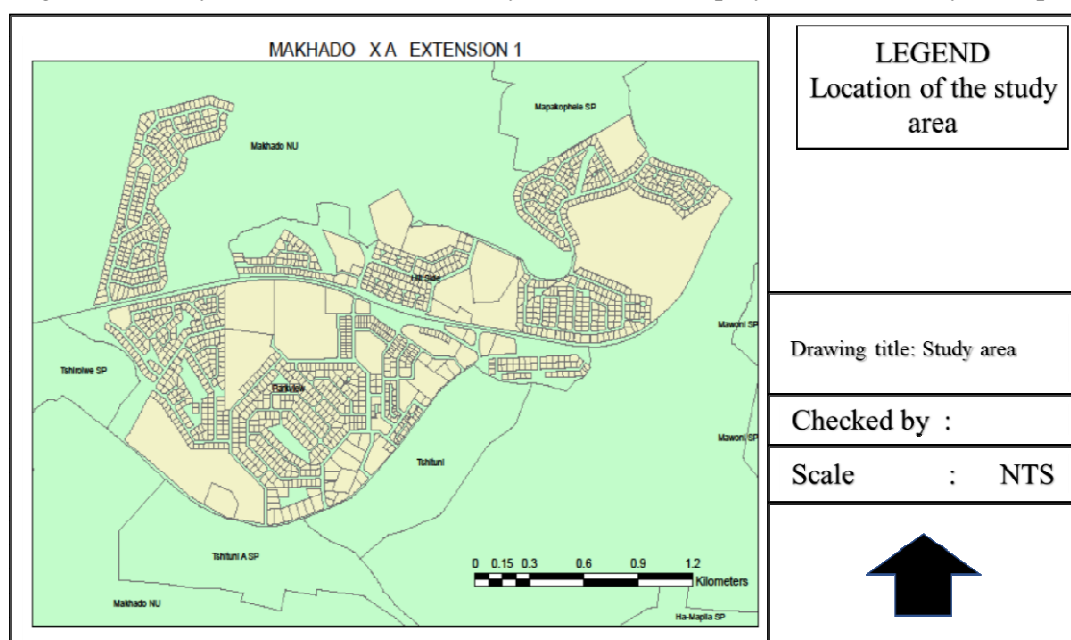 MAKHADO X A EXTENSION 1
LEGEND
Location of the study
area
Mapakophele SP
Makhado NU
Hill Side
Mawoni SP
Tshirolwe SP
Parkview
Drawing title: Study area
Mawoni SP
Checked by :
Tshituni
Scale : NTS
Tshituni A SP
0 0.15 0.3 0.6 0.9 1.2
Kilometers
Makhado NU
Ha-Mapila SP